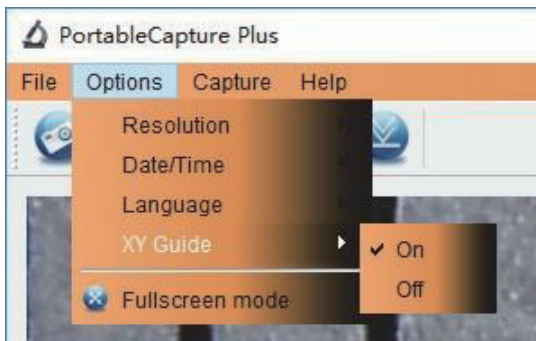 PortableCapture Plus
File Options Capture Help
Resolution
Date/Time
Language
XY Guide
On
Off
Fullscreen mode